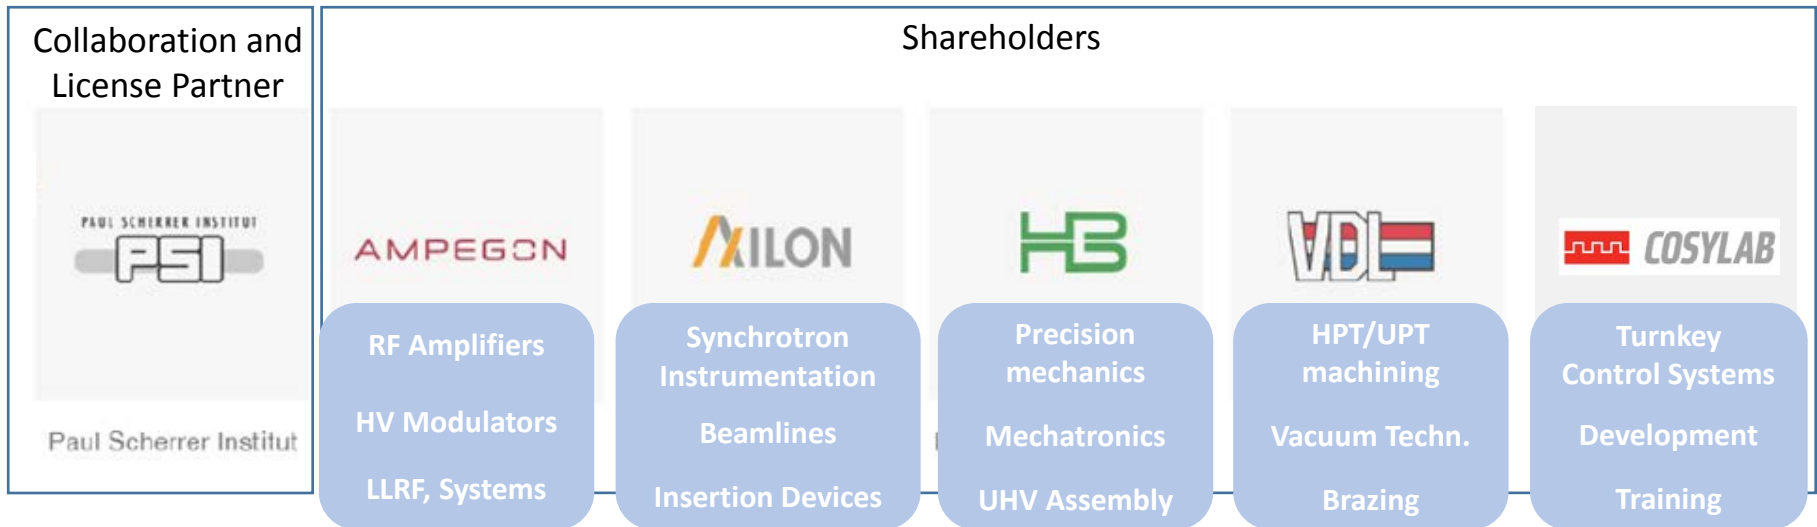 Collaboration and
License Partner
PAUL SCHERRER INSTITUT
PSI
Paul Scherrer Institut
Shareholders
AMPEGON
RF Amplifiers
HV Modulators
LLRF, Systems
AXILON
Synchrotron
Instrumentation
Beamlines
Insertion Devices
HB
Precision
mechanics
Mechatronics
UHV Assembly
VDL
HPT/UPT
machining
Vacuum Techn.
Brazing
COSYLAB
Turnkey
Control Systems
Development
Training